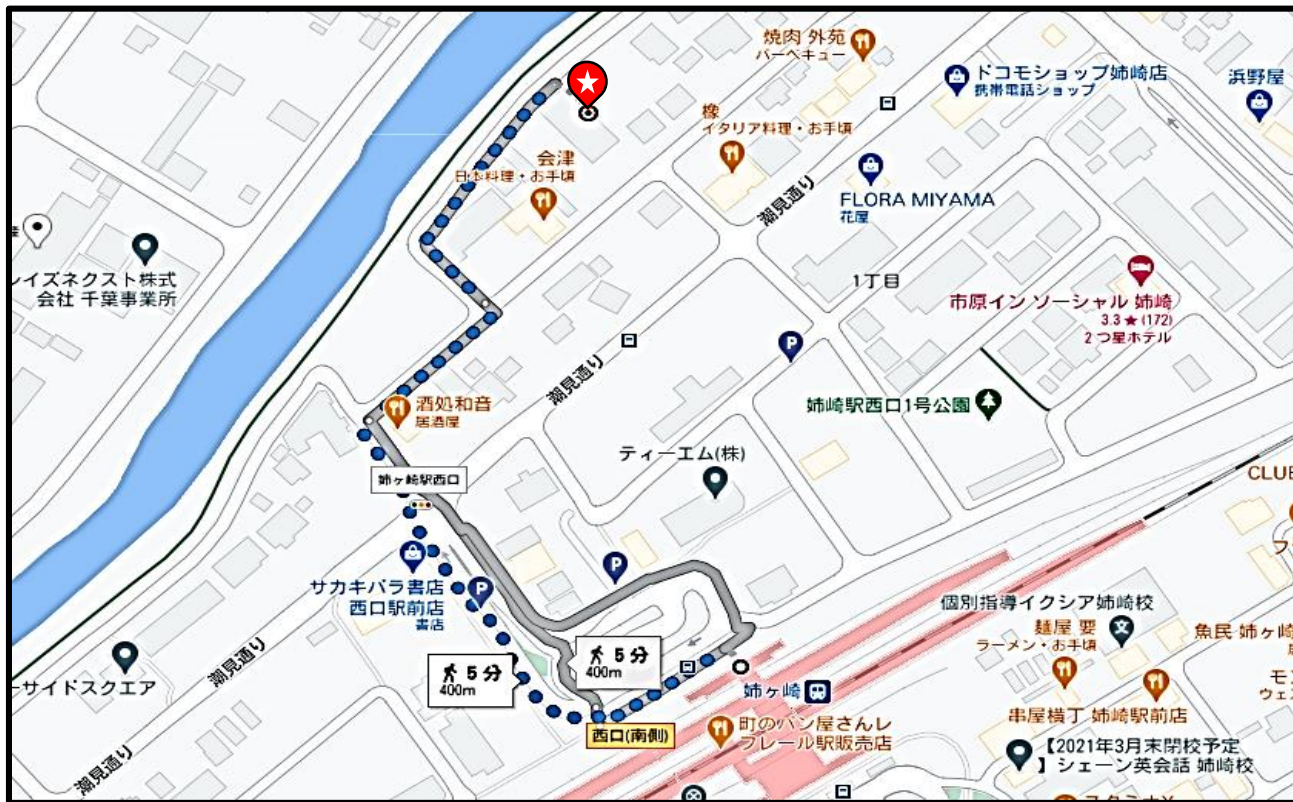 焼肉 外苑
バーベキュー
ドコモショップ姉崎店
携帯電話ショップ
浜野屋
橡
イタリア料理・お手頃
会津
日本料理・お手頃
FLORA MIYAMA
花屋
潮見通り
レイズネクスト株式
会社 千葉事業所
1丁目
市原イン ソーシャル 姉崎
3.3★(172)
2つ星ホテル
P
潮見通り
酒処和音
居酒屋
姉崎駅西口1号公園
ティーエム(株)
姉ヶ崎駅西口
CLUB
サカキバラ書店
西口駅前店
書店
P
P
フ
個別指導イクシア姉崎校
麺屋 要
ラーメン・お手頃
魚民 姉ヶ崎
ーサイドスクエア
潮見通り
5分
400m
5分
400m
姉ヶ崎
モ
ウェ
串屋横丁 姉崎駅前店
西口(南側)
町のパン屋さんレ
フレール駅販売店
【2021年3月末閉校予定
】シェーン英会話 姉崎校
潮見通り